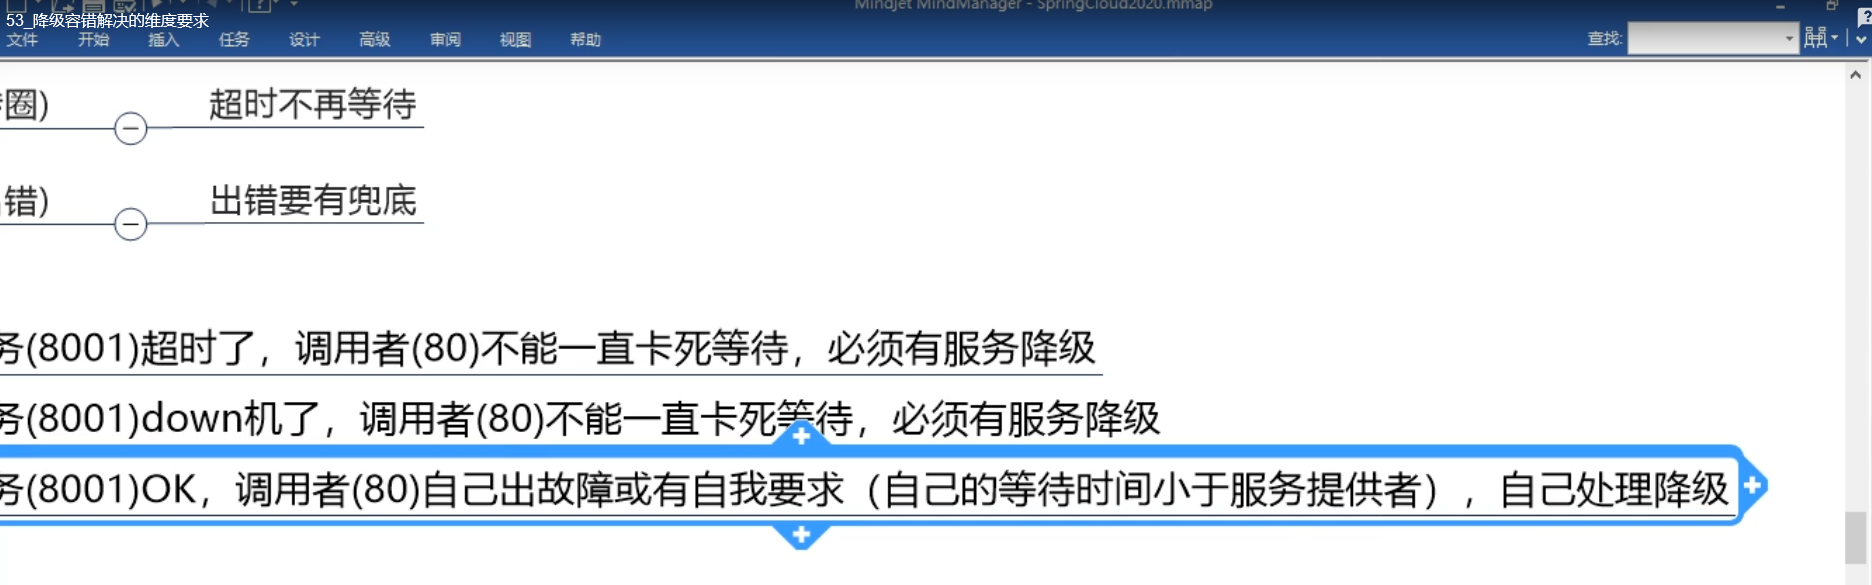 Mindjet MindManager - SpringCloud2020.mmap
53_降级容错解决的维度要求
文件 开始 插入 任务 设计 高级 审阅 视图 帮助 查找:
圈) 超时不再等待
错) 出错要有兜底
务(8001)超时了，调用者(80)不能一直卡死等待，必须有服务降级
务(8001)down机了，调用者(80)不能一直卡死等待，必须有服务降级
务(8001)OK，调用者(80)自己出故障或有自我要求（自己的等待时间小于服务提供者），自己处理降级